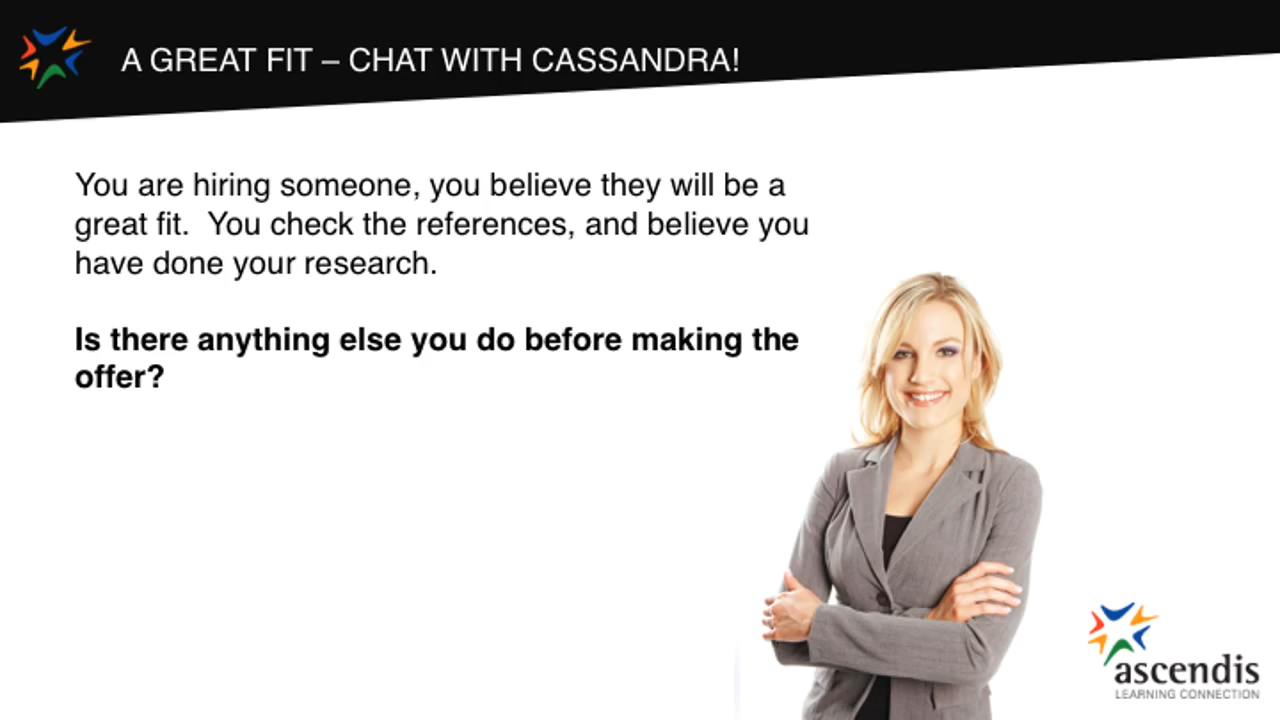 A GREAT FIT – CHAT WITH CASSANDRA!
You are hiring someone, you believe they will be a
great fit.  You check the references, and believe you
have done your research.
Is there anything else you do before making the
offer?
ascendis
LEARNING CONNECTION